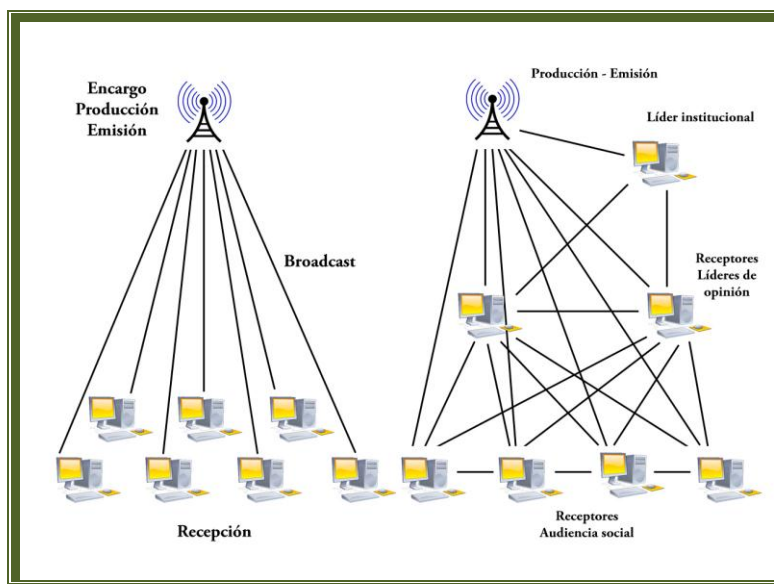 Encargo
Producción
Emisión
Broadcast
Recepción
Producción - Emisión
Líder institucional
Receptores
Líderes de
opinión
Receptores
Audiencia social